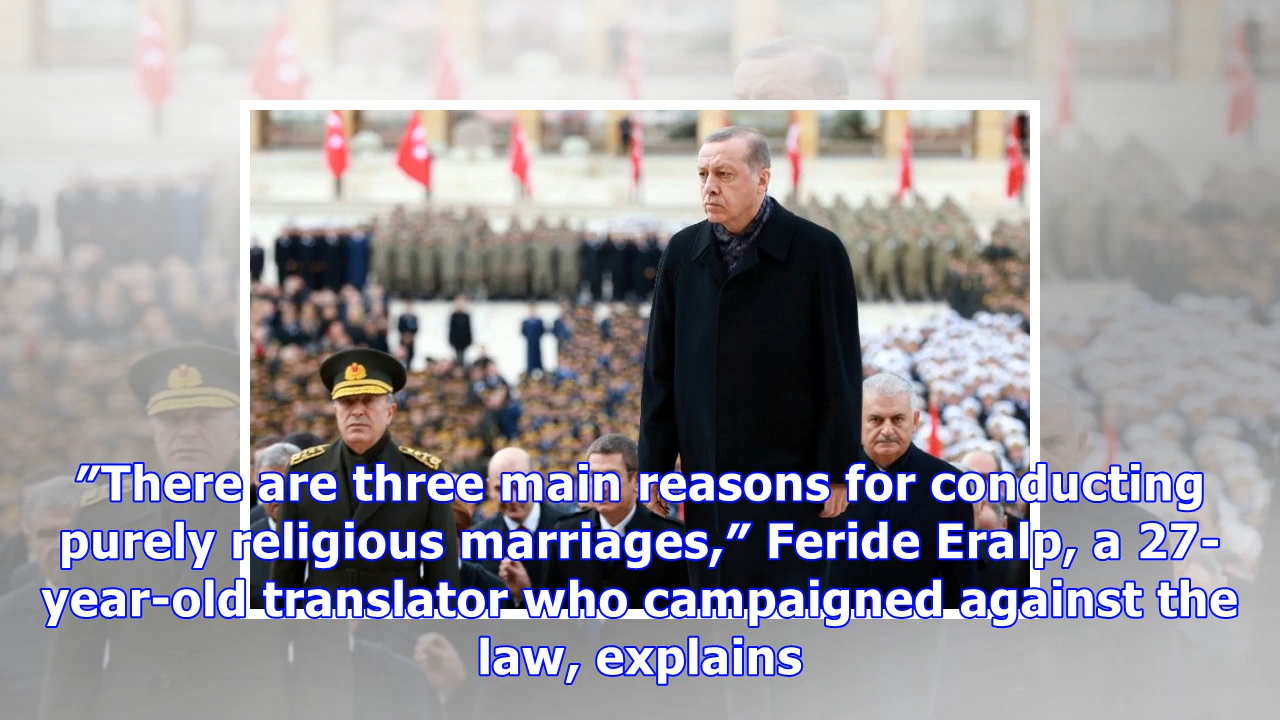 ”There are three main reasons for conducting
purely religious marriages,” Feride Eralp, a 27-
year-old translator who campaigned against the
law, explains